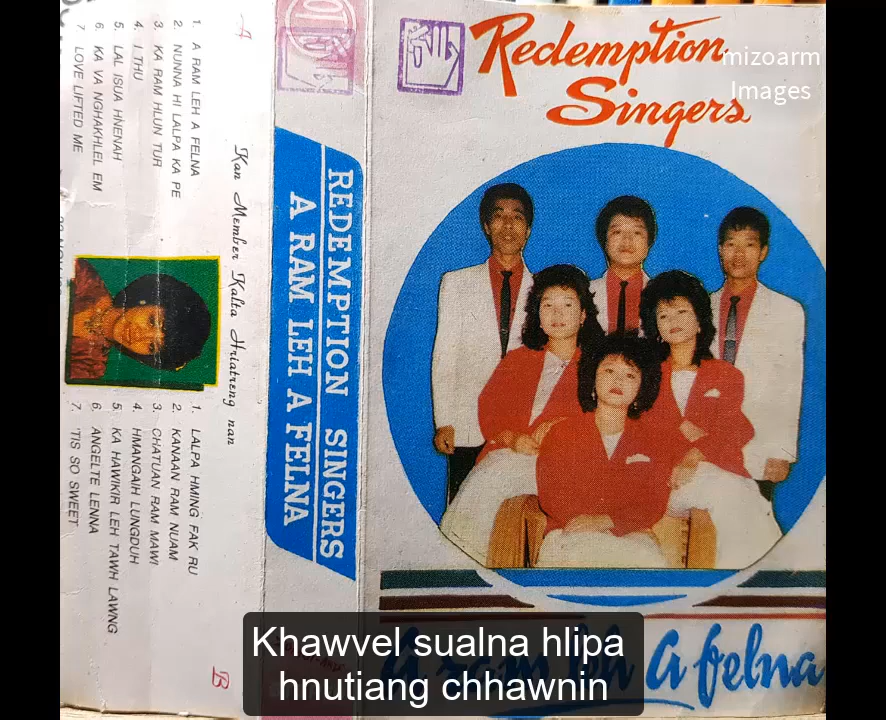 A
1. A RAM LEH A FELNA
2. NUNNA HI LALPA KA PE
3. KA RAM HLUN TUR
4. I THU
5. LAL ISUA HNENAH
6. KA VA NGHAKHLEL EM
7 LOVE LIFTED ME
Kan Member Kalta Hriatreng nan
1. LALPA HMING FAK RU
2. KANAAN RAM NUAM
3. CHATUAN RAM MAWI
4. HMANGAIH LUNGDUH
5. KA HAWIKIR LEH TAWH LAWNG
6. ANGELTE LENNA
7. 'TIS SO SWEET
B
REDEMPTION SINGERS
A RAM LEH A FELNA
Redemption
Singers
mizoarm
Images
A ram leh A felna
Khawvel sualna hlipa
hnutiang chhawnin